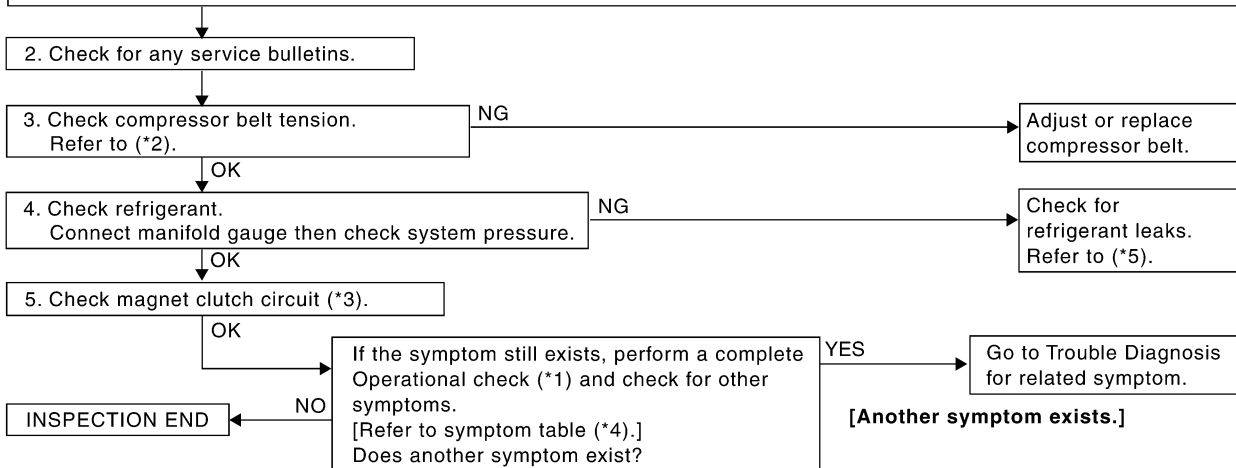 2. Check for any service bulletins.
3. Check compressor belt tension.
Refer to (*2).
NG
Adjust or replace
compressor belt.
OK
4. Check refrigerant.
Connect manifold gauge then check system pressure.
NG
Check for
refrigerant leaks.
Refer to (*5).
OK
5. Check magnet clutch circuit (*3).
OK
If the symptom still exists, perform a complete
Operational check (*1) and check for other
symptoms.
[Refer to symptom table (*4).]
Does another symptom exist?
YES
Go to Trouble Diagnosis
for related symptom.
[Another symptom exists.]
NO
INSPECTION END